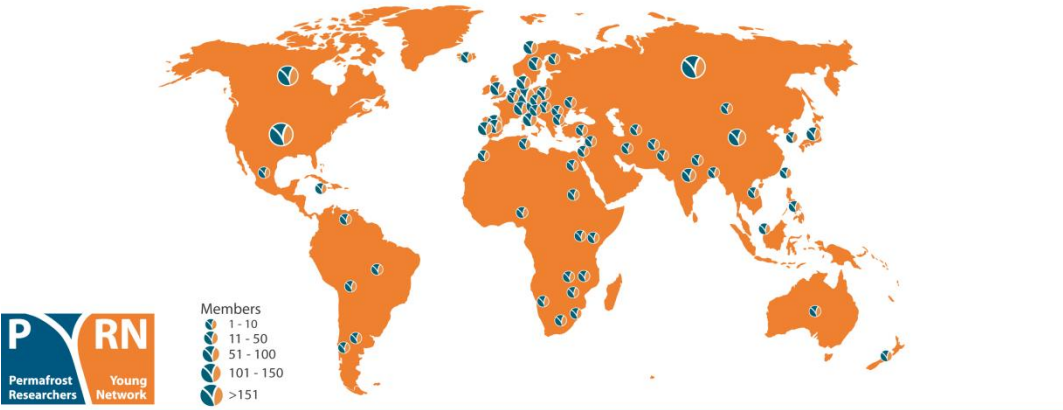 Members
1 - 10
11 - 50
51 - 100
101 - 150
>151
P RN
Permafrost Young
Researchers Network